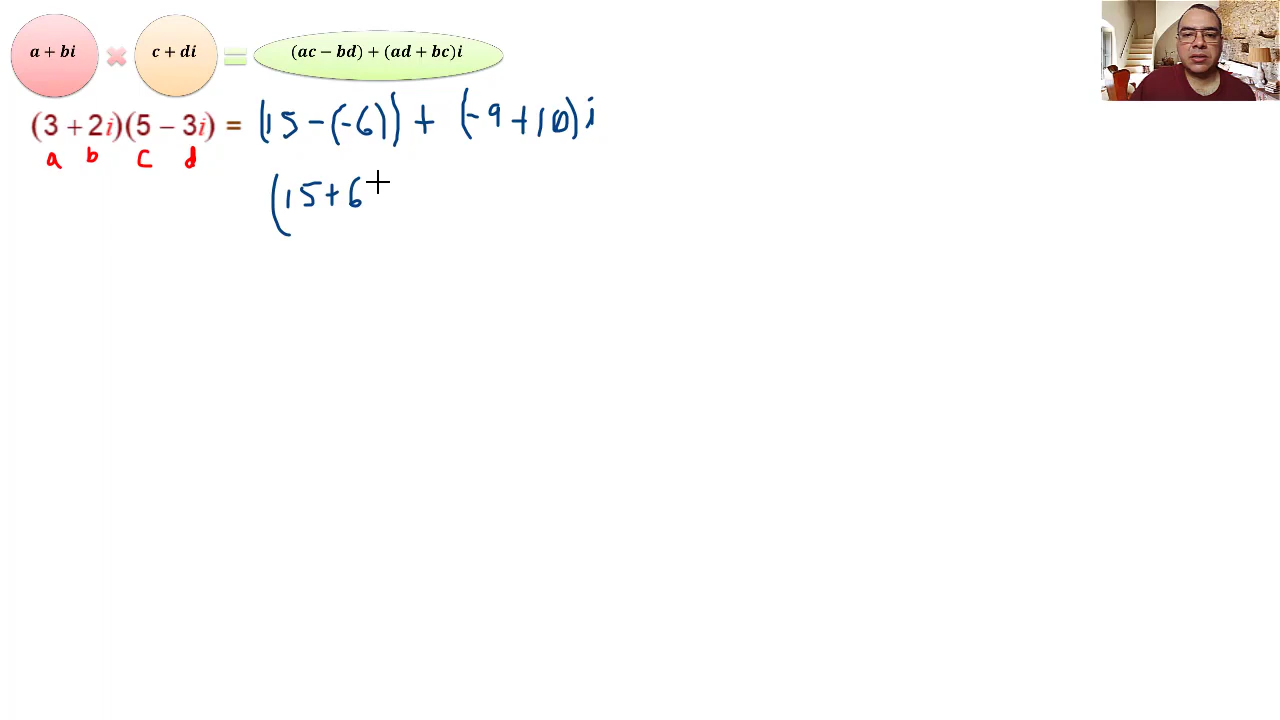 a + bi × c + di = (ac − bd) + (ad + bc)i
(3 + 2i)(5 − 3i) = (15 − (−6)) + (−9 + 10)i
a b c d
(15 + 6